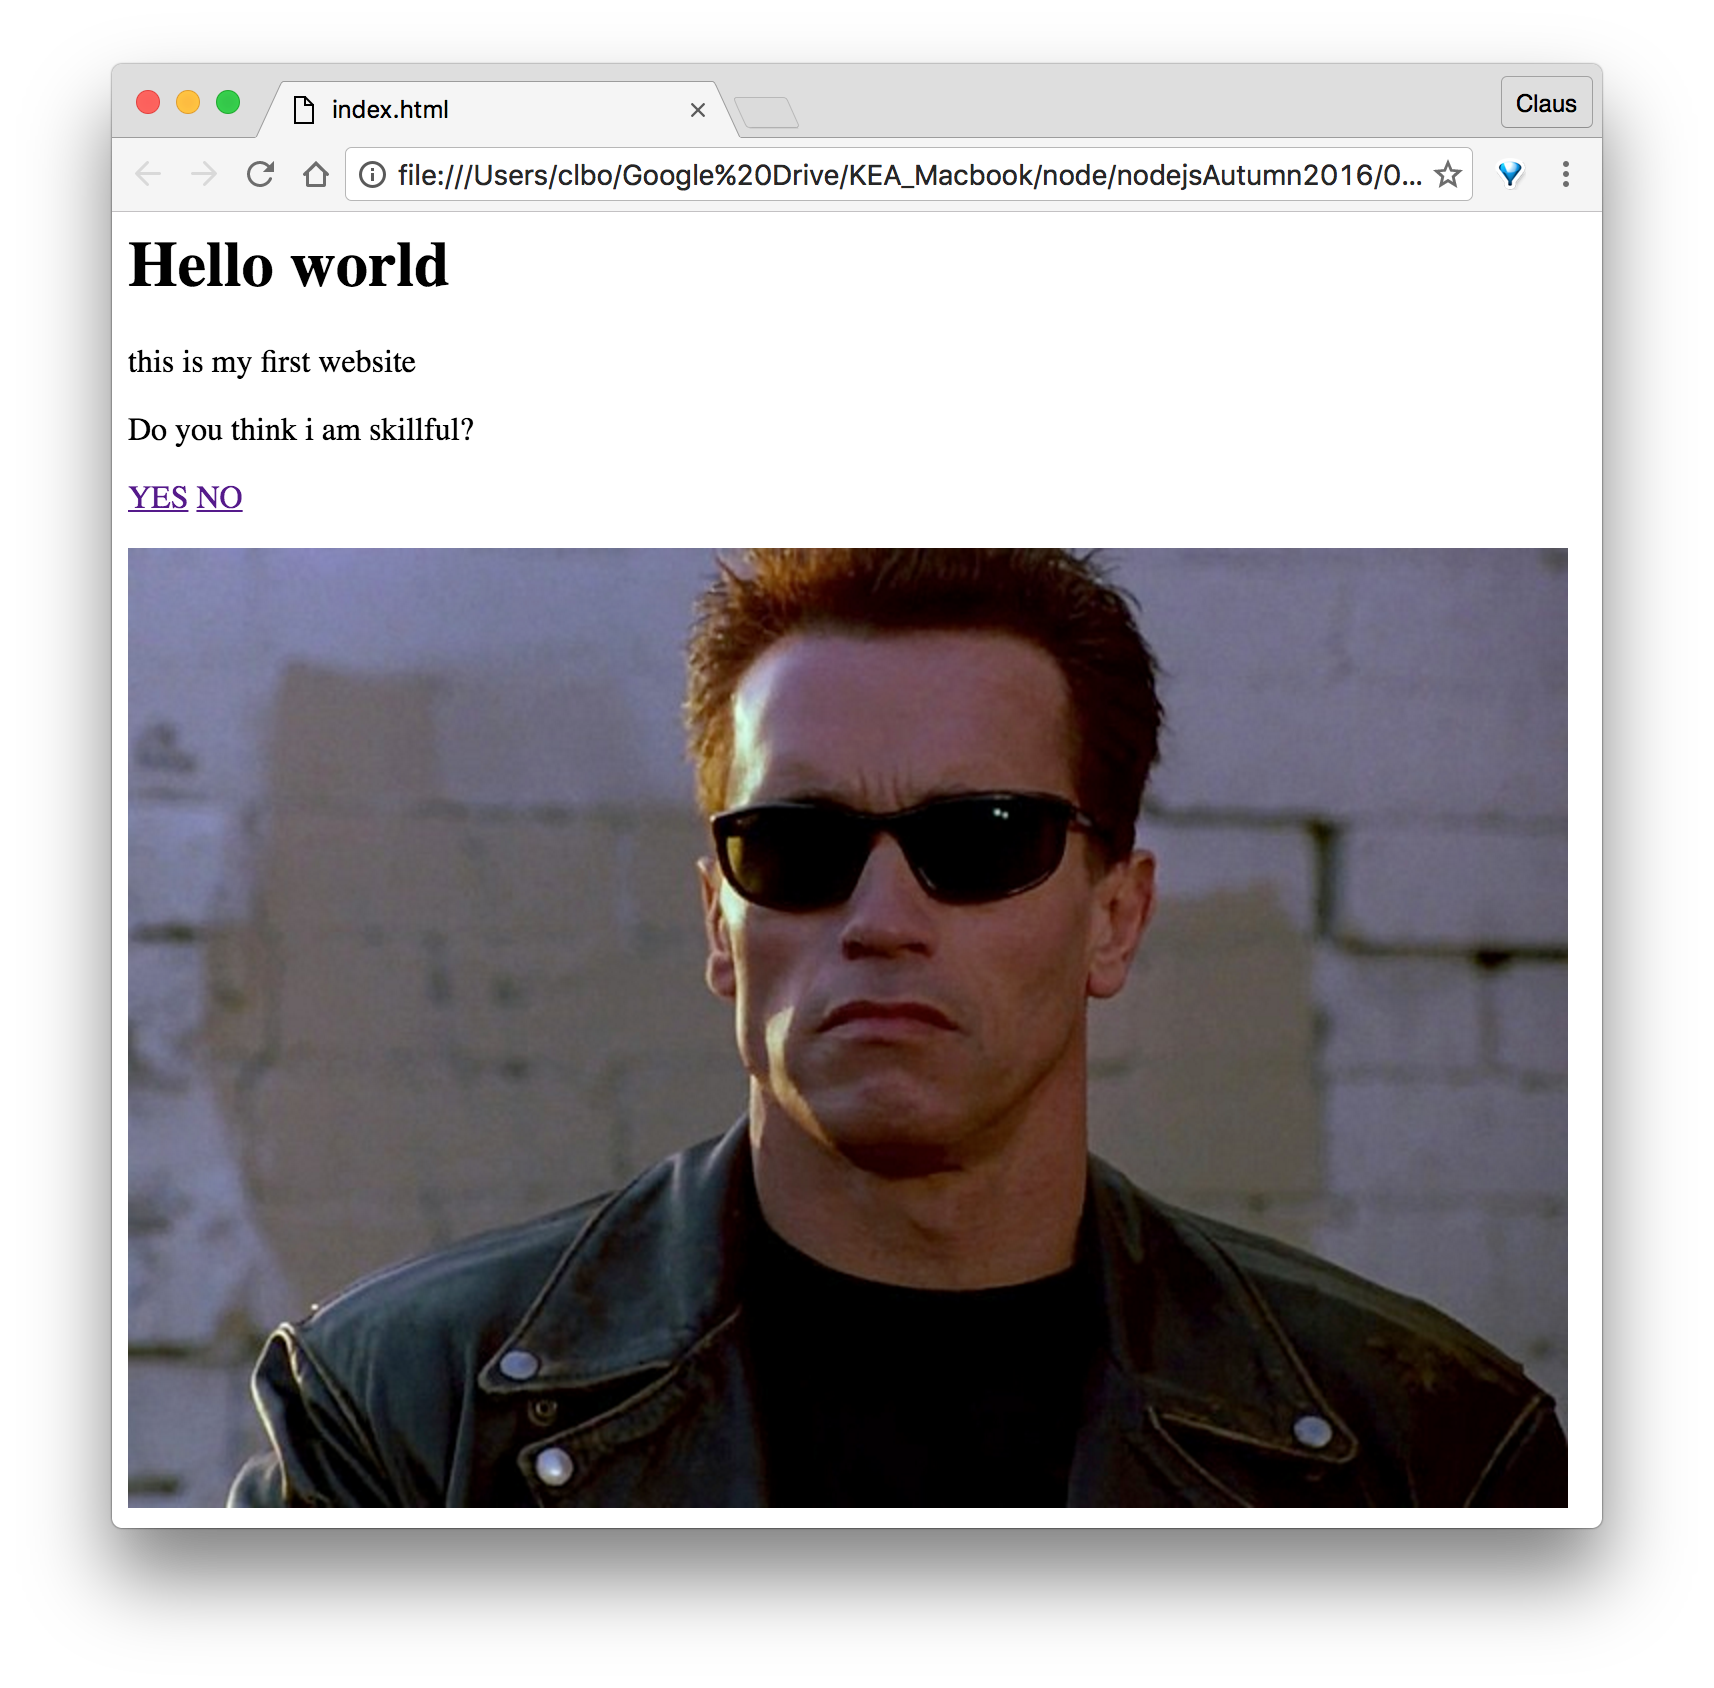 index.html
Claus
file:///Users/clbo/Google%20Drive/KEA_Macbook/node/nodejsAutumn2016/0...
Hello world
this is my first website
Do you think i am skillful?
YES NO